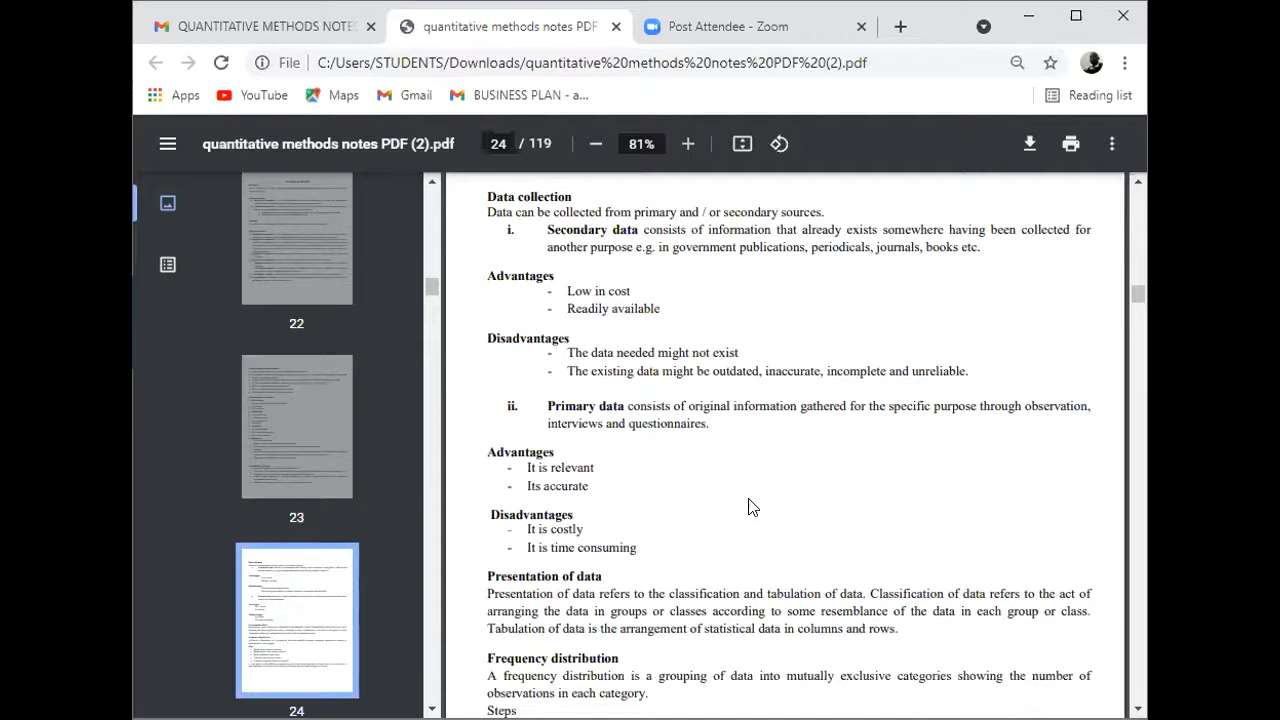 QUANTITATIVE METHODS NOTES
quantitative methods notes PDF
Post Attendee - Zoom
File
C:/Users/STUDENTS/Downloads/quantitative%20methods%20notes%20PDF%20(2).pdf
Apps
YouTube
Maps
Gmail
BUSINESS PLAN - a...
Reading list
quantitative methods notes PDF (2).pdf
24 / 119
81%
22
23
24
Data collection
Data can be collected from primary and / or secondary sources.
i. Secondary data consists of information that already exists somewhere having been collected for
another purpose e.g. in government publications, periodicals, journals, books etc.
Advantages
- Low in cost
- Readily available
Disadvantages
- The data needed might not exist
- The existing data might be outdated, inaccurate, incomplete and unreliable.
ii. Primary data consists of original information gathered for the specific purpose through observation,
interviews and questionnaires.
Advantages
- It is relevant
- Its accurate
Disadvantages
- It is costly
- It is time consuming
Presentation of data
Presentation of data refers to the classification and tabulation of data. Classification of data refers to the act of
arranging the data in groups or classes according to some resemblance of the data in each group or class.
Tabulation of data is the arrangement of statistical data in columns and rows.
Frequency distribution
A frequency distribution is a grouping of data into mutually exclusive categories showing the number of
observations in each category.
Steps